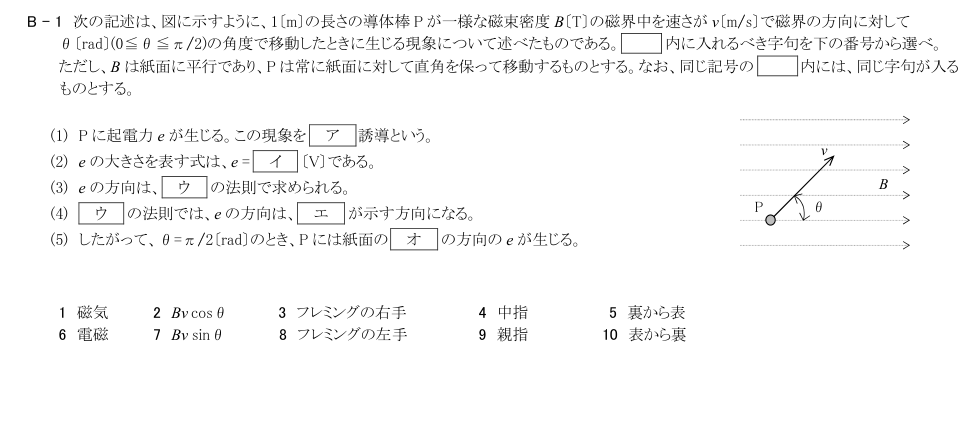 B－1 次の記述は、図に示すように、1〔m〕の長さの導体棒Pが一様な磁束密度 B〔T〕の磁界中を速さが v〔m/s〕で磁界の方向に対して
θ〔rad〕(0≦θ≦π/2)の角度で移動したときに生じる現象について述べたものである。 内に入れるべき字句を下の番号から選べ。
ただし、B は紙面に平行であり、Pは常に紙面に対して直角を保って移動するものとする。なお、同じ記号の 内には、同じ字句が入る
ものとする。
(1) Pに起電力 e が生じる。この現象を ア 誘導という。
(2) e の大きさを表す式は、e = イ 〔V〕である。
(3) e の方向は、 ウ の法則で求められる。
(4) ウ の法則では、e の方向は、 エ が示す方向になる。
(5) したがって、θ=π/2〔rad〕のとき、Pには紙面の オ の方向の e が生じる。
v
B
P
θ
1 磁気 2 Bv cos θ 3 フレミングの右手 4 中指 5 裏から表
6 電磁 7 Bv sin θ 8 フレミングの左手 9 親指 10 表から裏